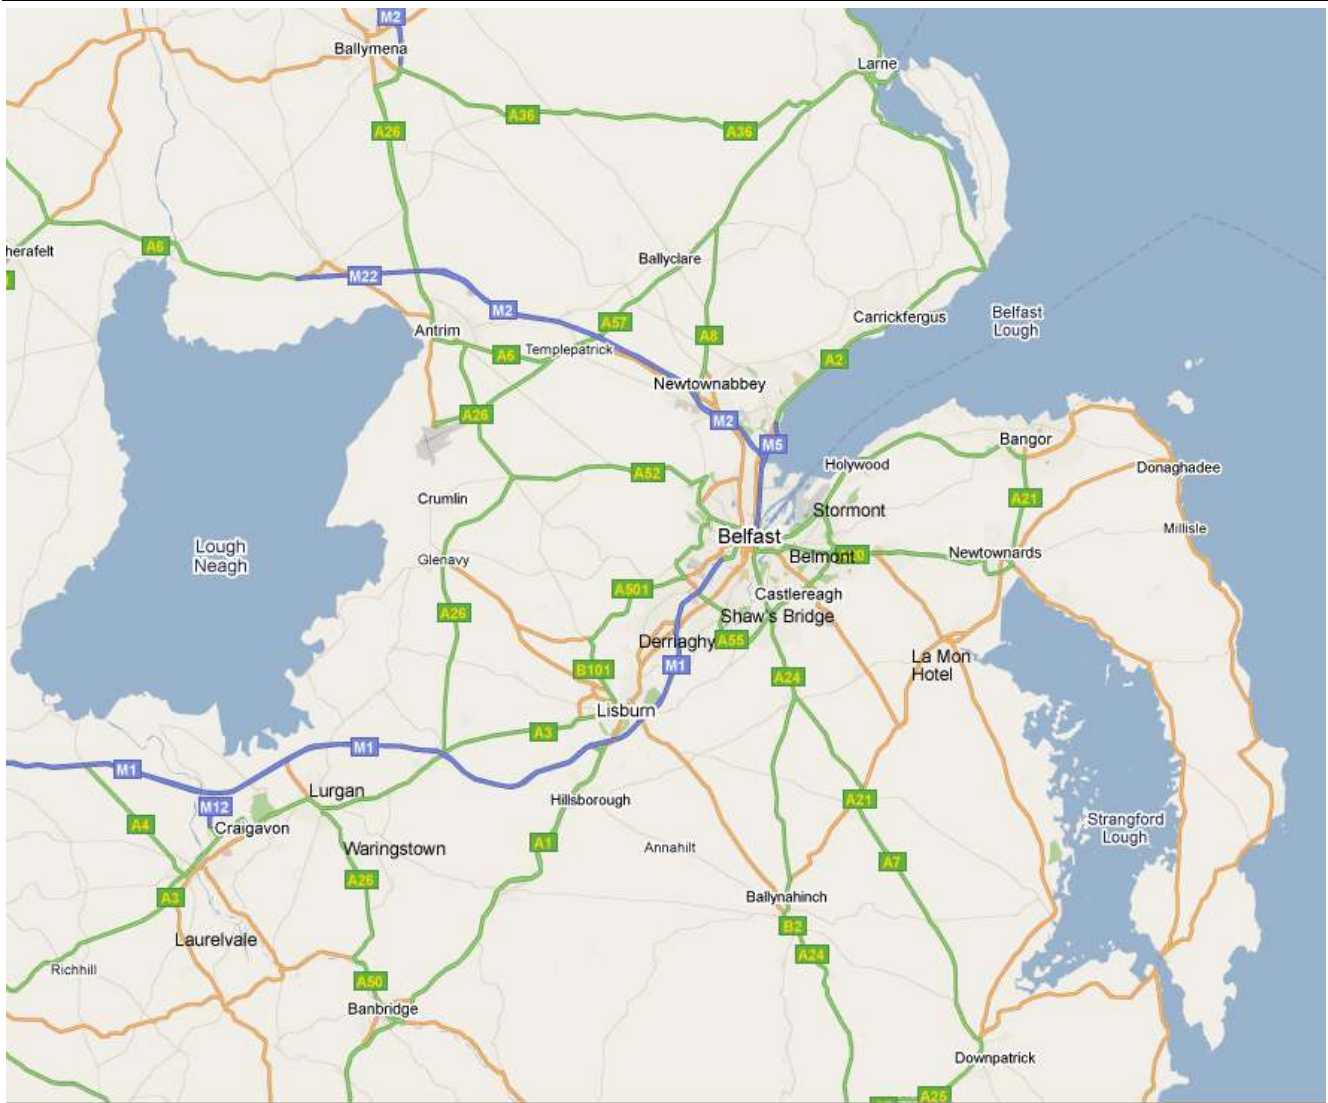 M2
Ballymena
Larne
A36
A26
A36
A6
herafelt
Ballyclare
M22
M2
Belfast
Lough
Carrickfergus
A57
Antrim
A8
Templepatrick
A6
A2
Newtownabbey
A26
M2
M5
Bangor
Holywood
Donaghadee
A52
Crumlin
A21
Stormont
Millisle
Belfast
Lough
Neagh
Belmont
Newtownards
Glenavy
A501
Castlereagh
A26
Shaw's Bridge
Derriaghy
A55
La Mon
Hotel
M1
B101
A24
Lisburn
A3
M1
M1
Lurgan
Hillsborough
A21
M12
Craigavon
A4
Strangford
Lough
A1
Waringstown
Annahilt
A7
A26
A3
Ballynahinch
B2
Laurelvale
A24
Richhill
A50
Banbridge
Downpatrick
A25